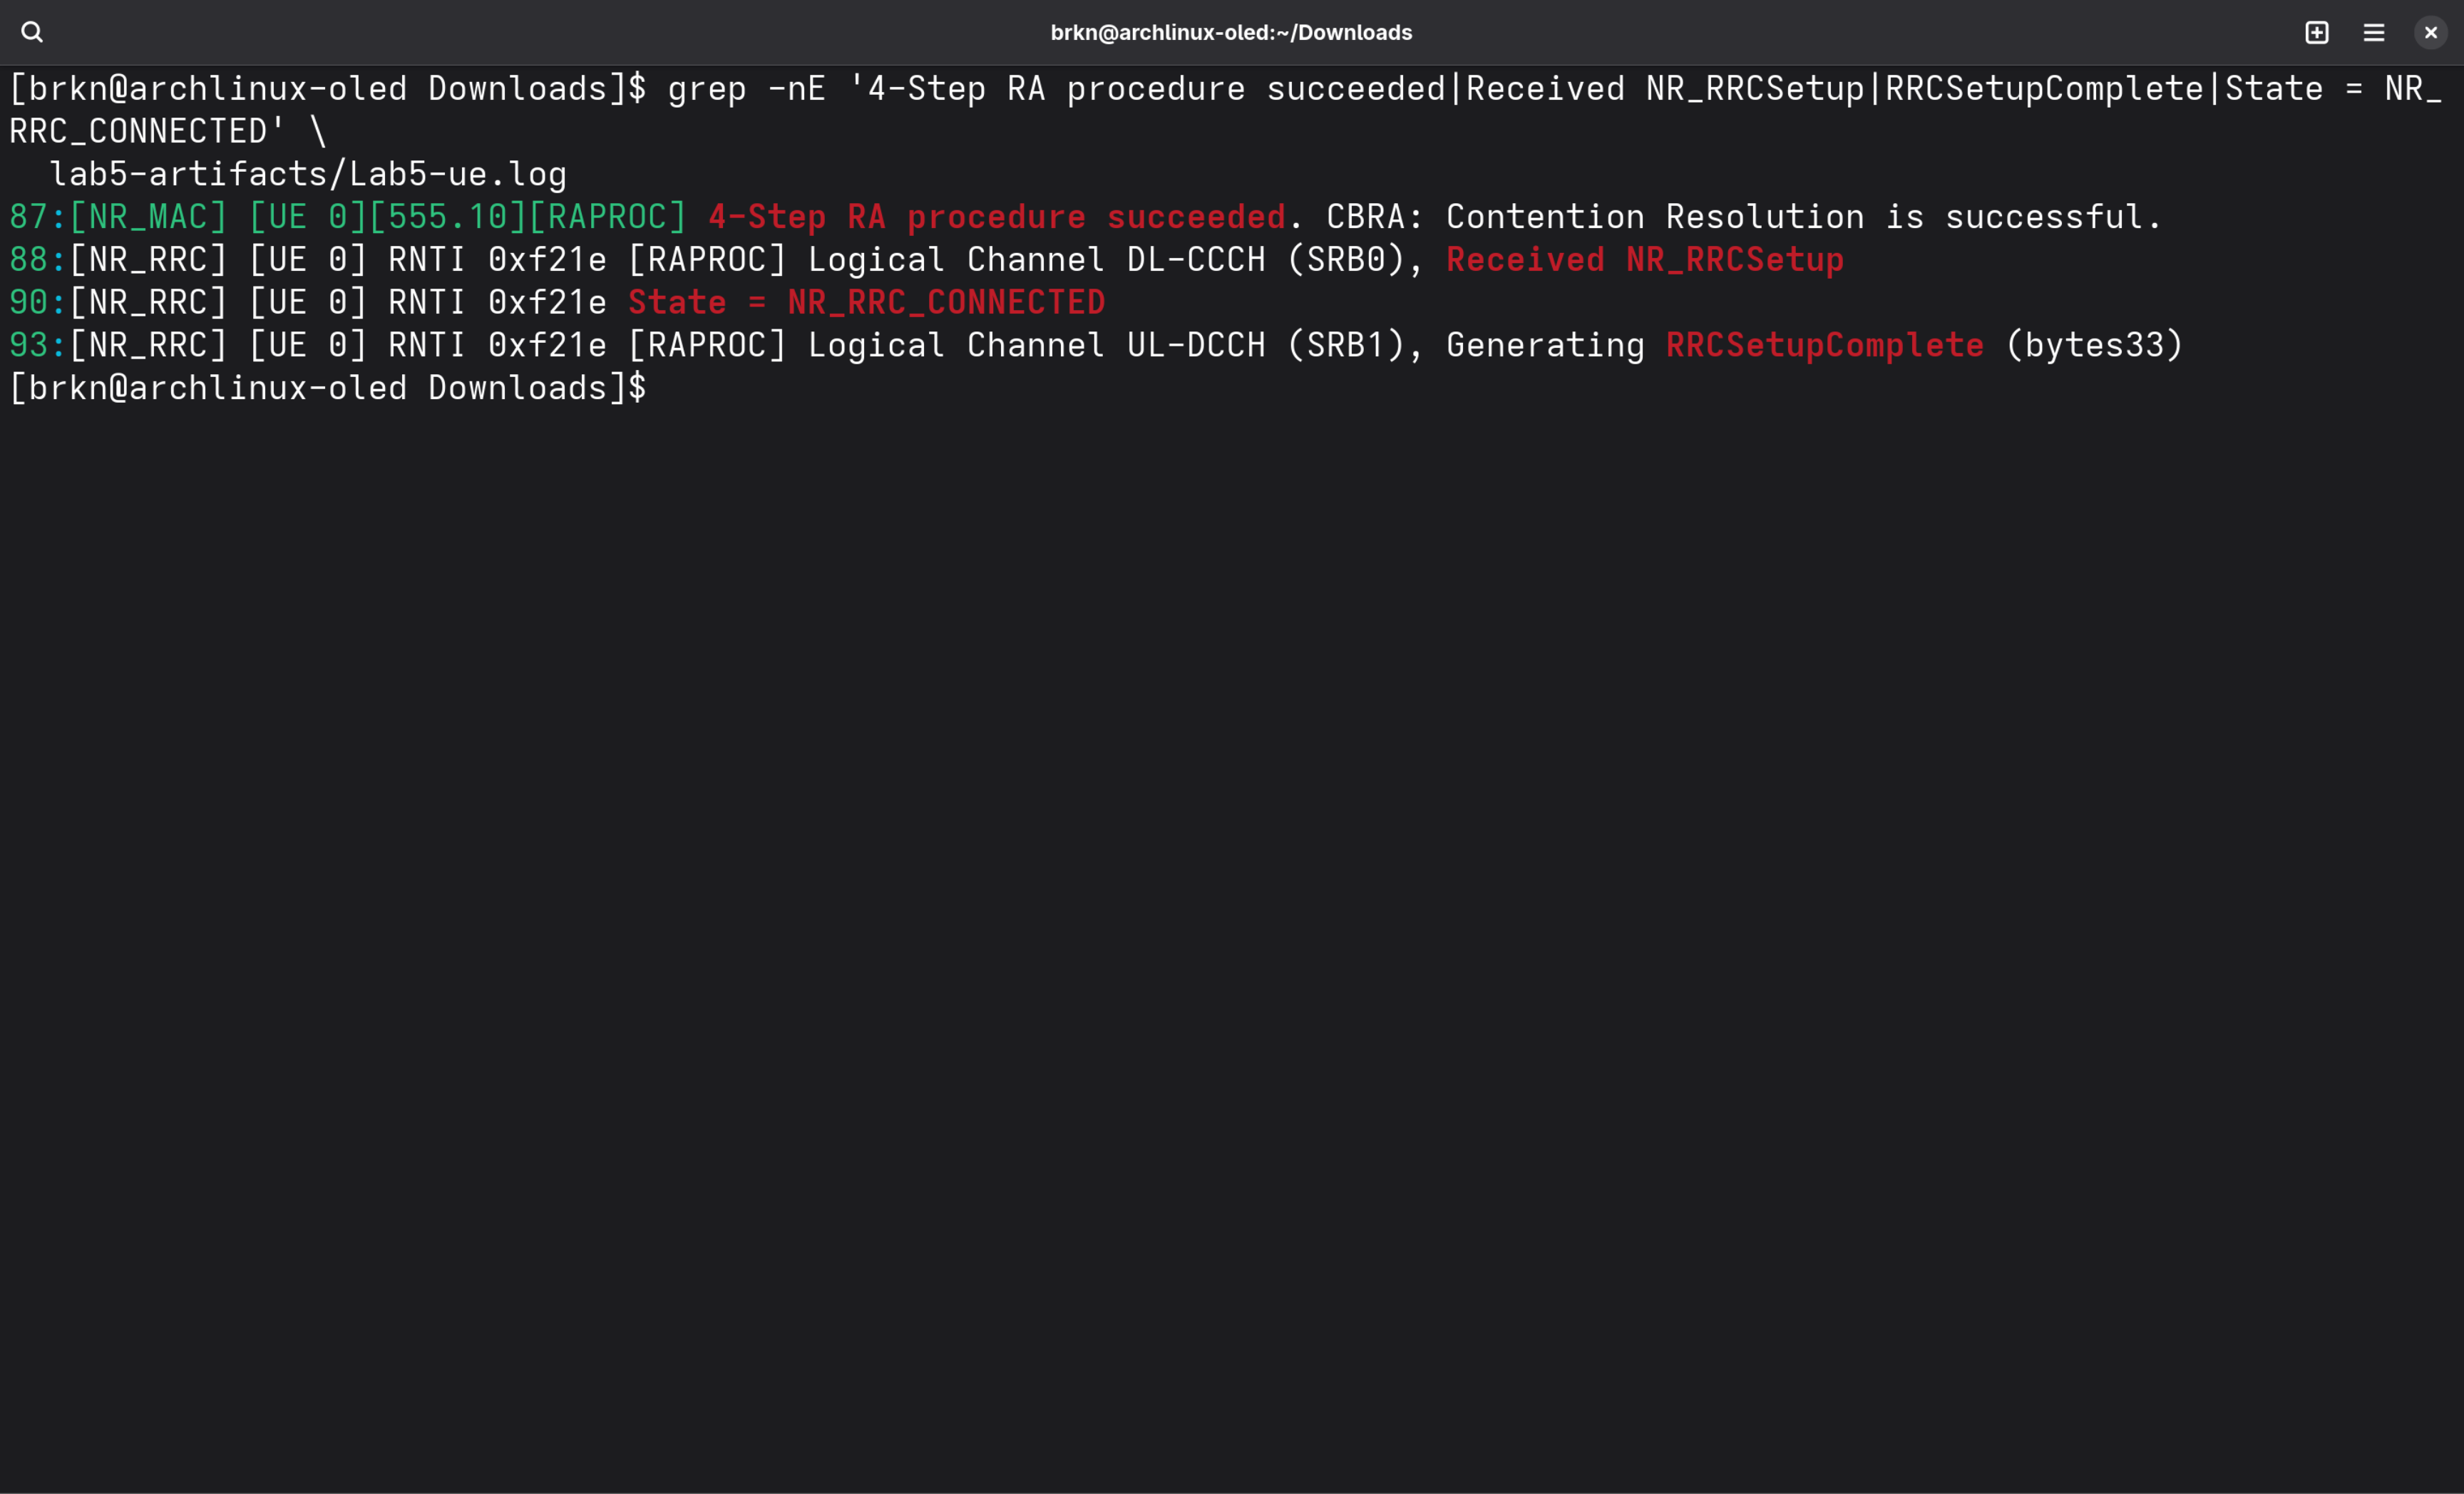 brkn@archlinux-oled:~/Downloads
[brkn@archlinux-oled Downloads]$ grep -nE '4-Step RA procedure succeeded|Received NR_RRCSetup|RRCSetupComplete|State = NR_
RRC_CONNECTED' \
  lab5-artifacts/Lab5-ue.log
87:[NR_MAC] [UE 0][555.10][RAPROC] 4-Step RA procedure succeeded. CBRA: Contention Resolution is successful.
88:[NR_RRC] [UE 0] RNTI 0xf21e [RAPROC] Logical Channel DL-CCCH (SRB0), Received NR_RRCSetup
90:[NR_RRC] [UE 0] RNTI 0xf21e State = NR_RRC_CONNECTED
93:[NR_RRC] [UE 0] RNTI 0xf21e [RAPROC] Logical Channel UL-DCCH (SRB1), Generating RRCSetupComplete (bytes33)
[brkn@archlinux-oled Downloads]$